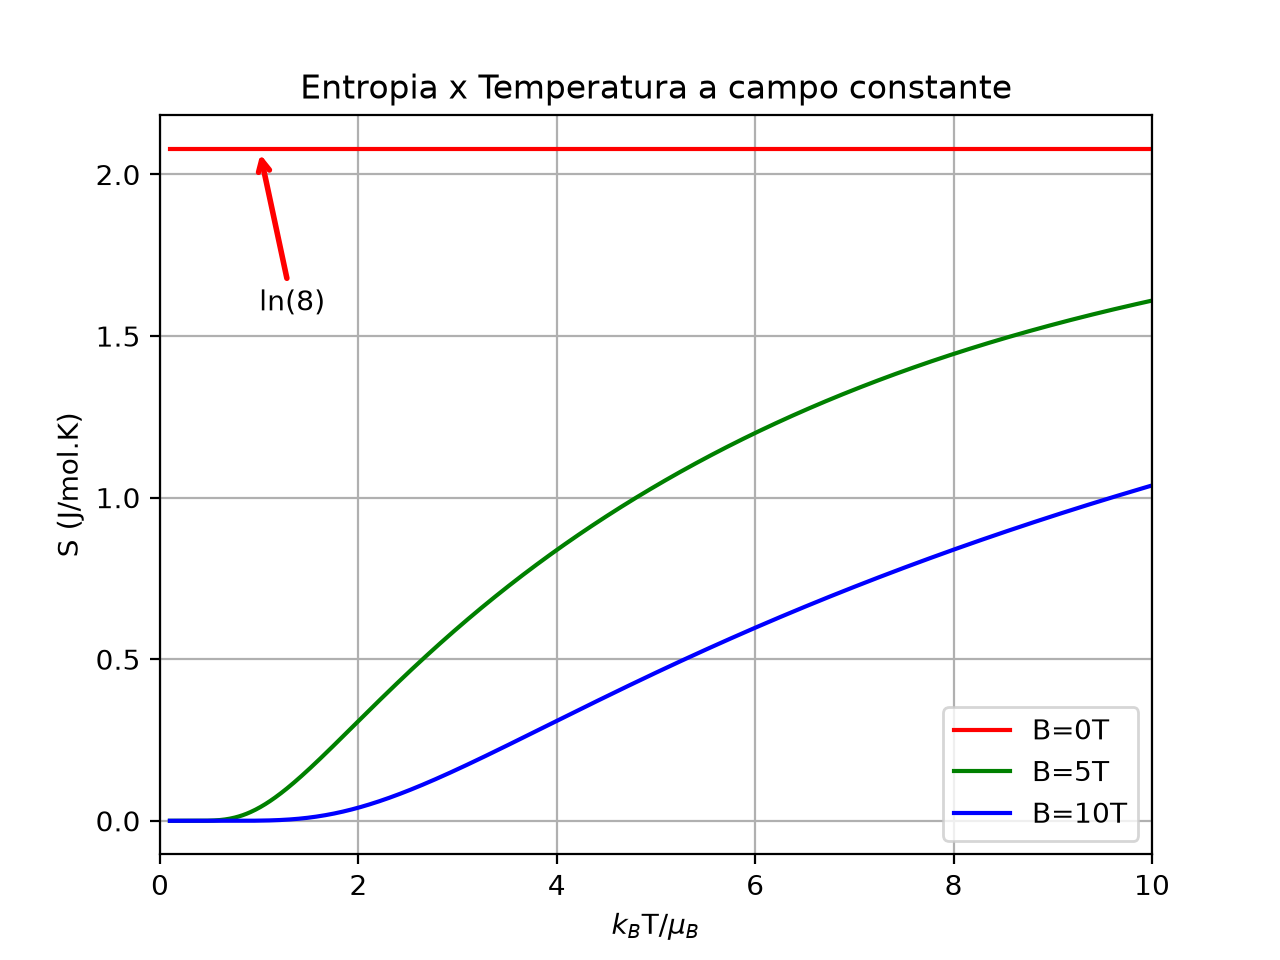 Entropia x Temperatura a campo constante
S (J/mol.K)
2.0
1.5
1.0
0.5
0.0
ln(8)
B=0T
B=5T
B=10T
0 2 4 6 8 10
k_BT/μ_B